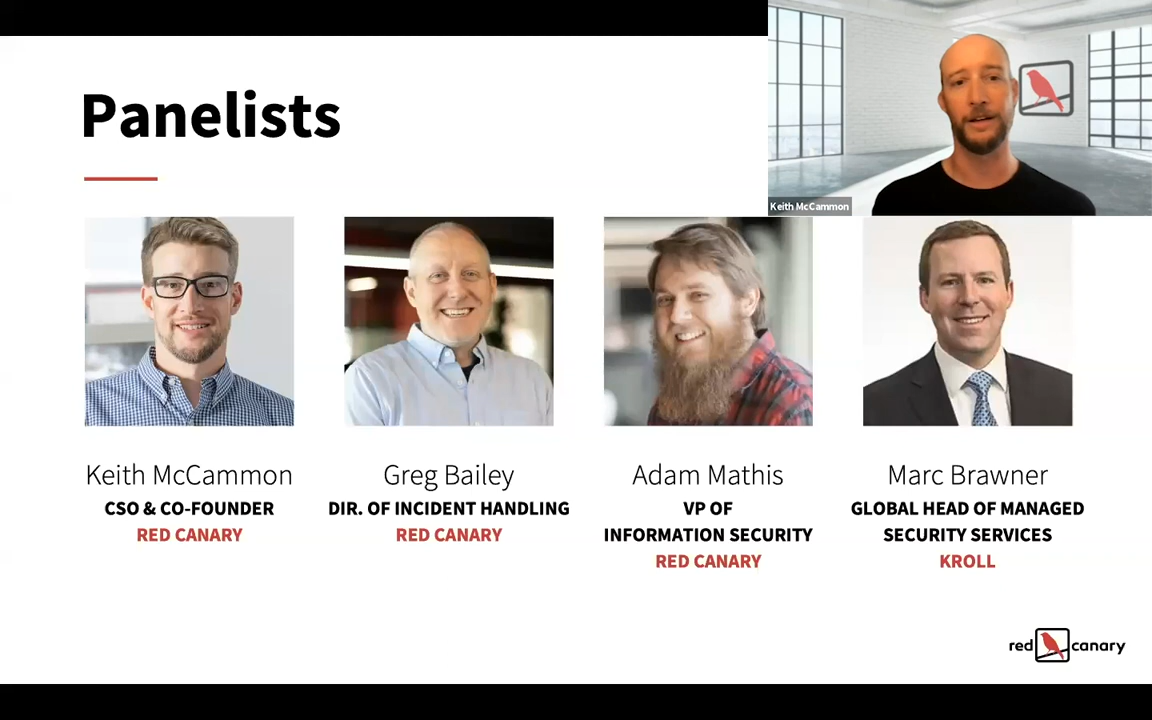 Panelists
Keith McCammon
Keith McCammon
CSO & CO-FOUNDER
RED CANARY
Greg Bailey
DIR. OF INCIDENT HANDLING
RED CANARY
Adam Mathis
VP OF
INFORMATION SECURITY
RED CANARY
Marc Brawner
GLOBAL HEAD OF MANAGED
SECURITY SERVICES
KROLL
red canary